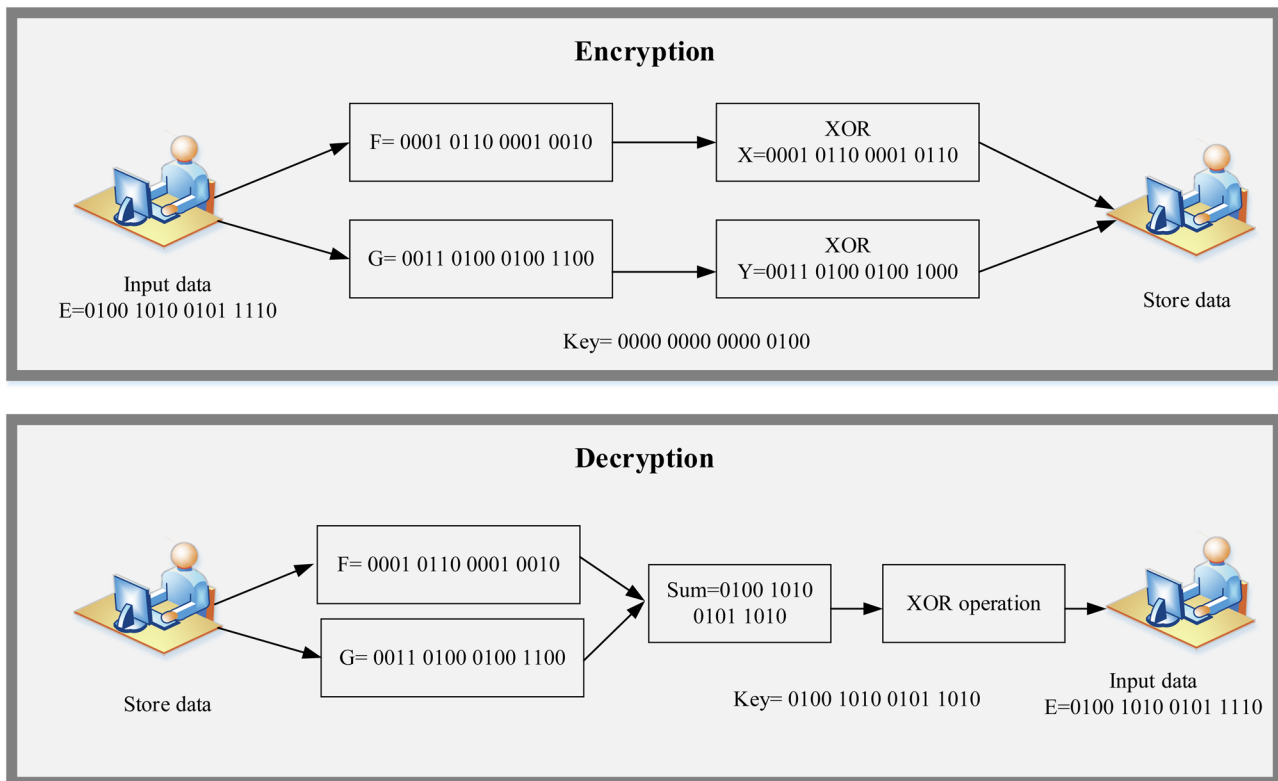 Encryption
F= 0001 0110 0001 0010
XOR
X=0001 0110 0001 0110
G= 0011 0100 0100 1100
XOR
Y=0011 0100 0100 1000
Input data
E=0100 1010 0101 1110
Store data
Key= 0000 0000 0000 0100
Decryption
F= 0001 0110 0001 0010
G= 0011 0100 0100 1100
Sum=0100 1010
0101 1010
XOR operation
Store data
Key= 0100 1010 0101 1010
Input data
E=0100 1010 0101 1110